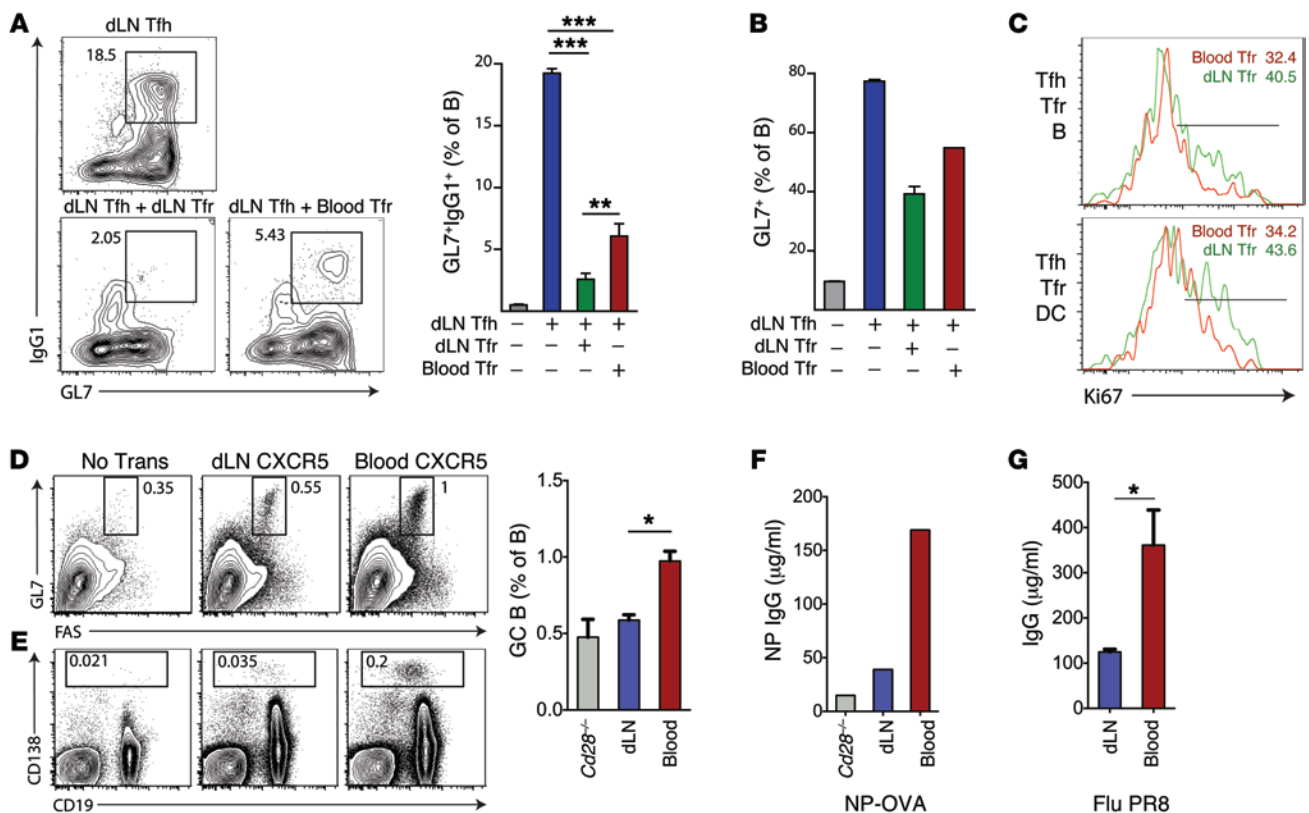 A
dLN Tfh
18.5
dLN Tfh + dLN Tfr
dLN Tfh + Blood Tfr
2.05
5.43
IgG1
GL7
GL7⁺IgG1⁺ (% of B)
20
15
10
5
***
***
**
dLN Tfh − + + +
dLN Tfr − − + −
Blood Tfr − − − +
B
GL7⁺ (% of B)
80
60
40
20
dLN Tfh − + + +
dLN Tfr − − + −
Blood Tfr − − − +
C
Tfh
Tfr
B
Blood Tfr 32.4
dLN Tfr 40.5
Tfh
Tfr
DC
Blood Tfr 34.2
dLN Tfr 43.6
Ki67
D
No Trans
dLN CXCR5
Blood CXCR5
0.35
0.55
1
GL7
FAS
E
0.021
0.035
0.2
CD138
CD19
GC B (% of B)
1.5
1.0
0.5
0.0
*
Cd28⁻/⁻
dLN
Blood
F
NP IgG (μg/ml)
200
150
100
50
0
Cd28⁻/⁻
dLN
Blood
NP-OVA
G
IgG (μg/ml)
500
400
300
200
100
0
*
dLN
Blood
Flu PR8